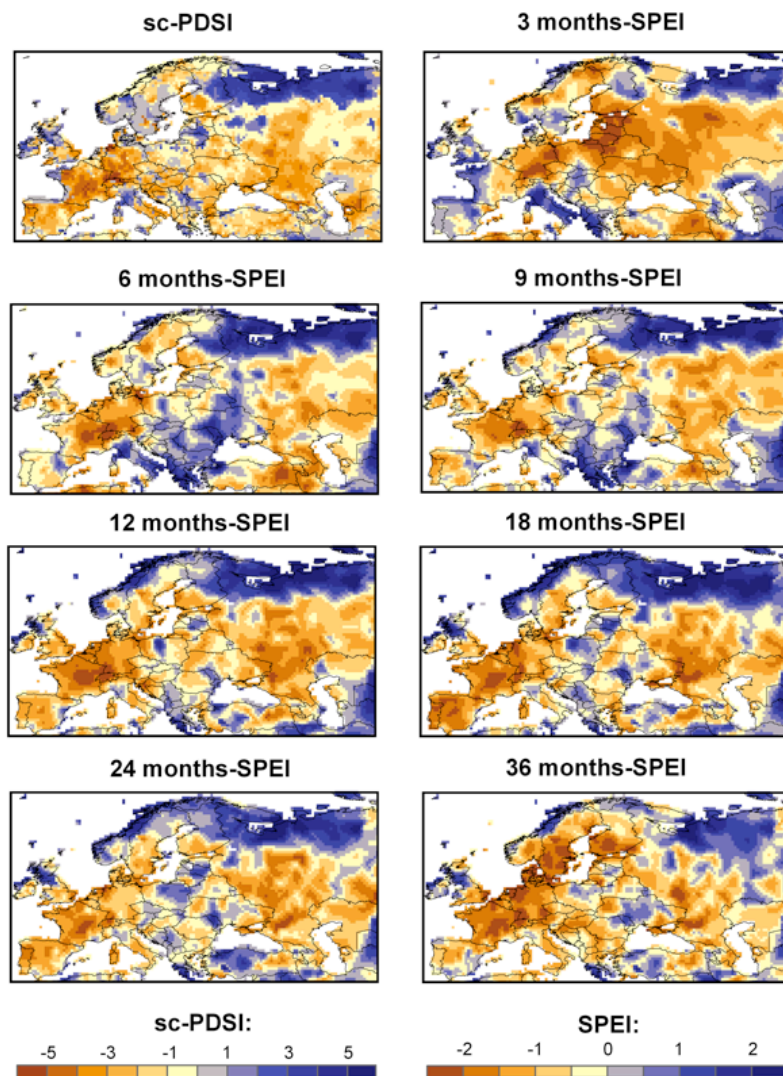 sc-PDSI
3 months-SPEI
6 months-SPEI
9 months-SPEI
12 months-SPEI
18 months-SPEI
24 months-SPEI
36 months-SPEI
sc-PDSI:
-5 -3 -1 1 3 5
SPEI:
-2 -1 0 1 2